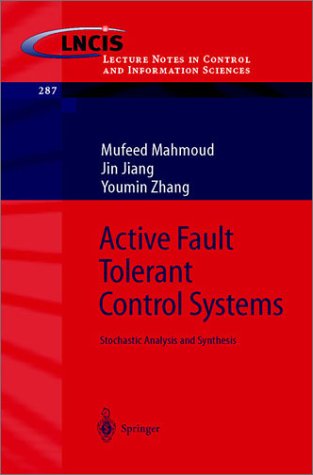 LNCIS
LECTURE NOTES IN CONTROL
AND INFORMATION SCIENCES
287
Mufeed Mahmoud
Jin Jiang
Youmin Zhang
Active Fault
Tolerant
Control Systems
Stochastic Analysis and Synthesis
Springer